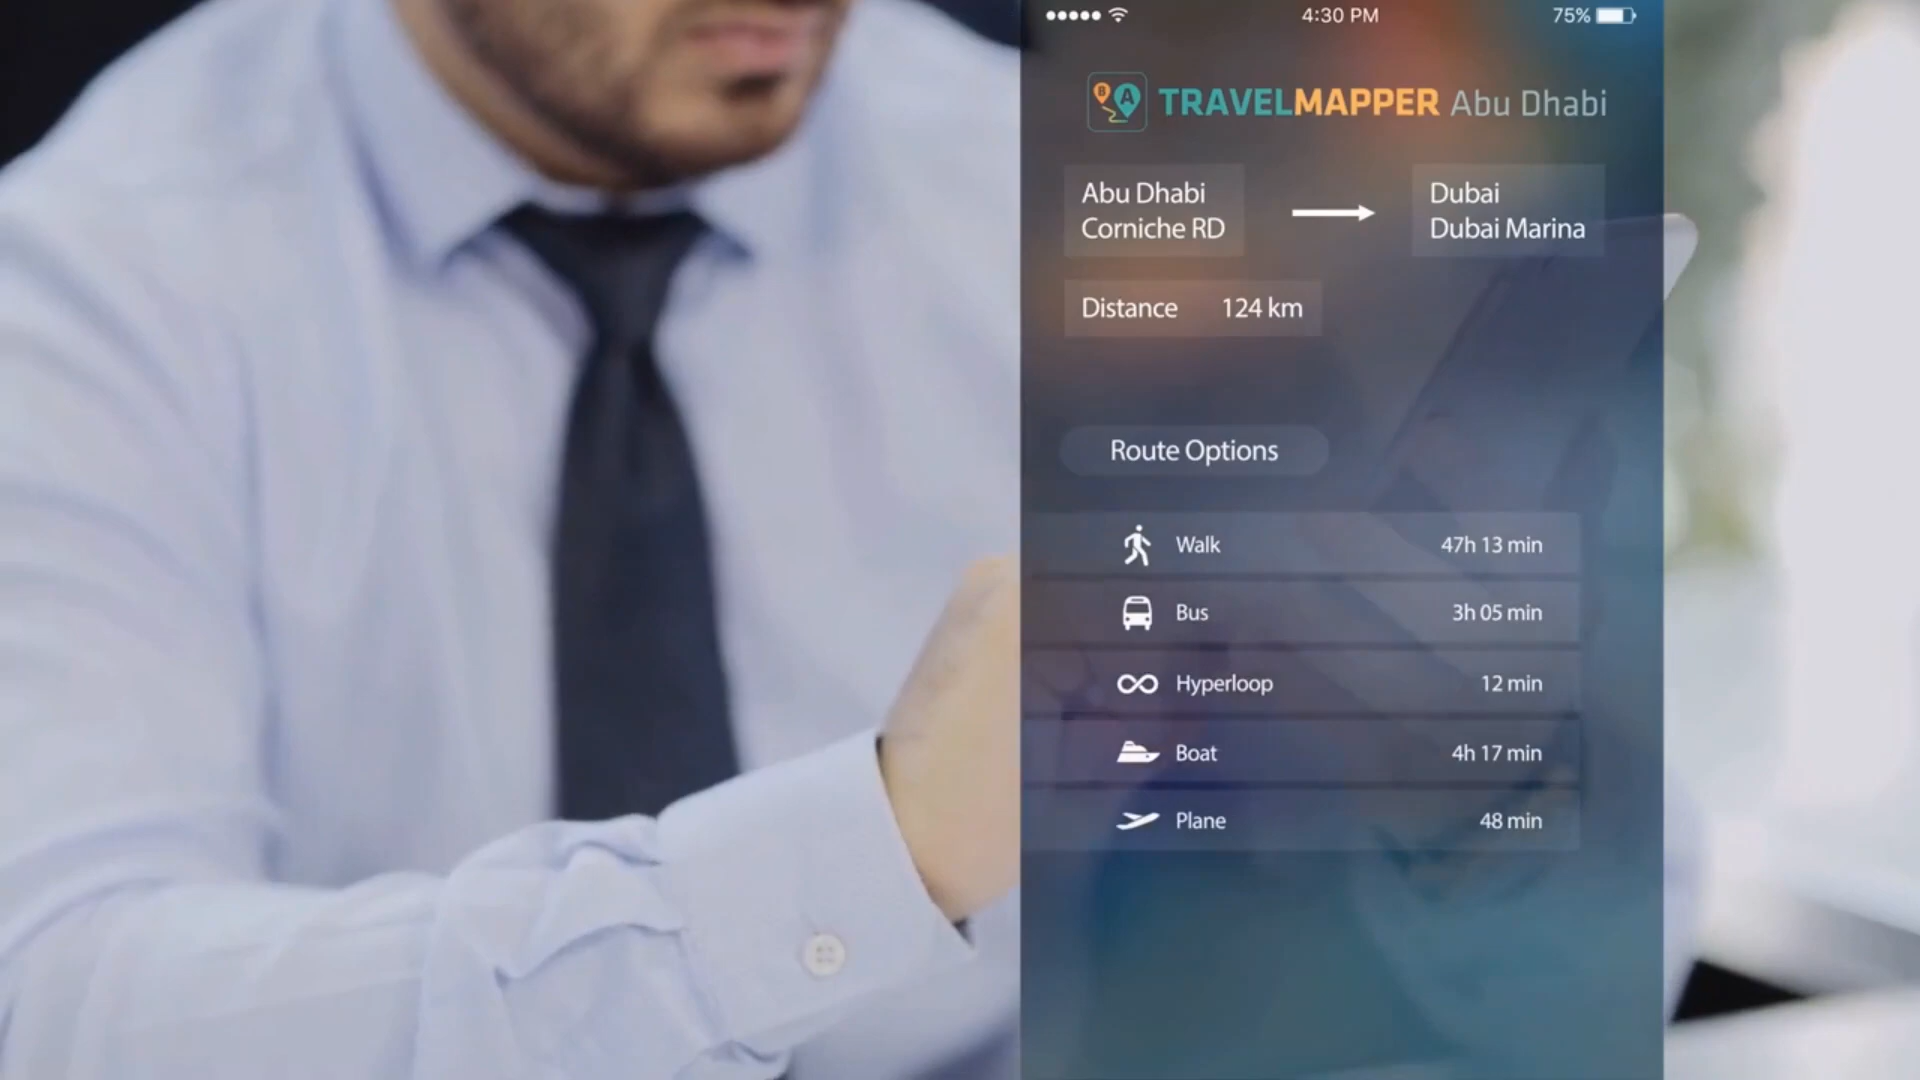 4:30 PM
75%
B A TRAVELMAPPER Abu Dhabi
Abu Dhabi
Corniche RD
Dubai
Dubai Marina
Distance 124 km
Route Options
Walk 47h 13 min
Bus 3h 05 min
Hyperloop 12 min
Boat 4h 17 min
Plane 48 min